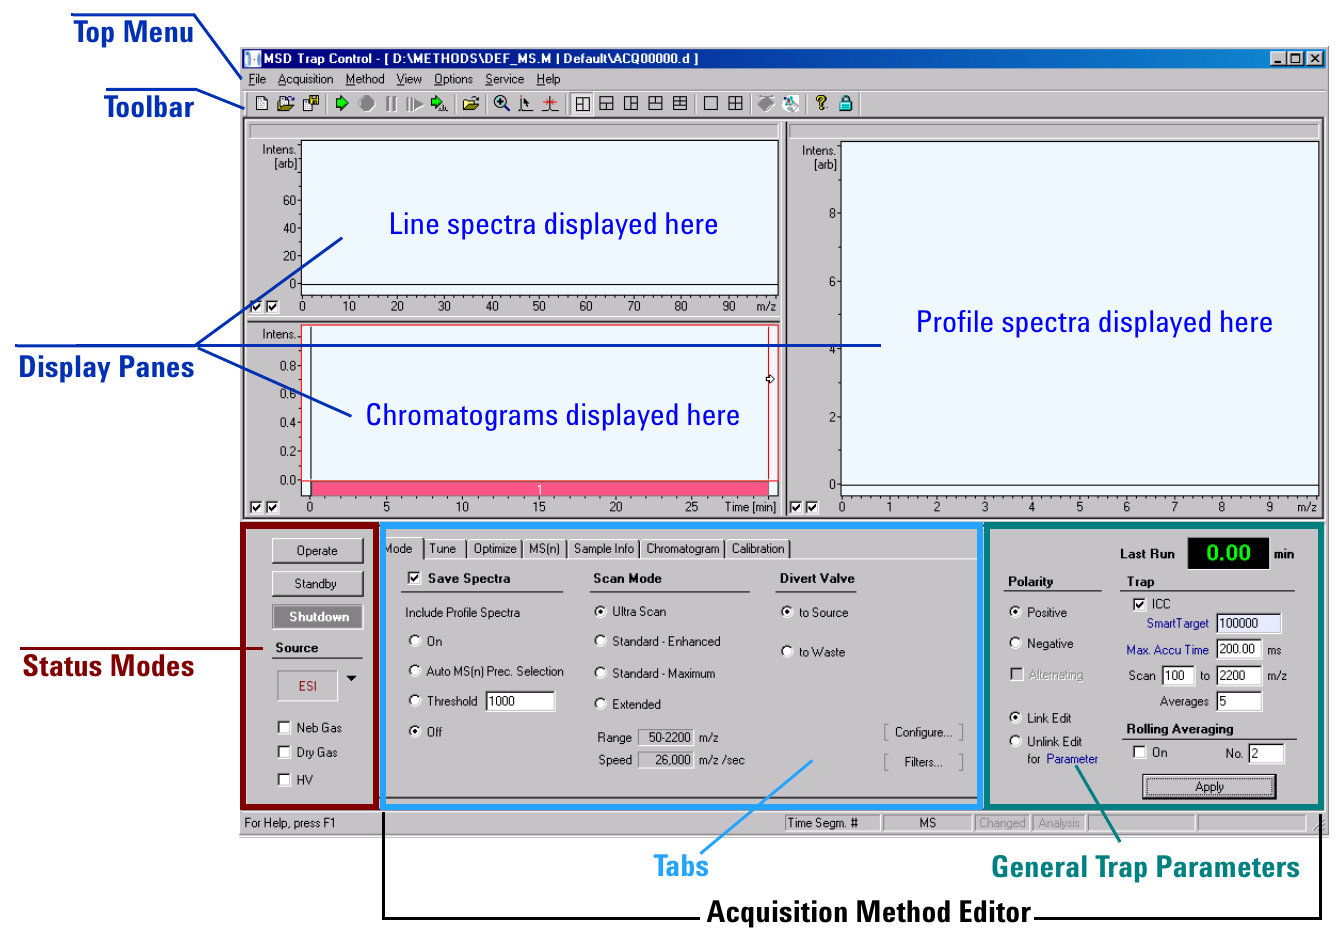 Top Menu
MSD Trap Control - [ D:\METHODS\DEF_MS.M | Default\ACQ00000.d ]
File Acquisition Method View Options Service Help
Toolbar
Intens.
[arb]
60
40
20
0
0 10 20 30 40 50 60 70 80 90 m/z
Line spectra displayed here
Intens.
0.8
0.6
0.4
0.2
0.0
1
0 5 10 15 20 25 Time [min]
Chromatograms displayed here
Intens.
[arb]
8
6
4
2
0
0 1 2 3 4 5 6 7 8 9 m/z
Profile spectra displayed here
Display Panes
Operate
Standby
Shutdown
Source
ESI
Neb Gas
Dry Gas
HV
Status Modes
Mode Tune Optimize MS(n) Sample Info Chromatogram Calibration
Save Spectra
Include Profile Spectra
On
Auto MS(n) Prec. Selection
Threshold 1000
Off
Scan Mode
Ultra Scan
Standard - Enhanced
Standard - Maximum
Extended
Range 50-2200 m/z
Speed 26,000 m/z /sec
Divert Valve
to Source
to Waste
[ Configure... ]
[ Filters... ]
Last Run 0.00 min
Polarity
Positive
Negative
Alternating
Link Edit
Unlink Edit
for Parameter
Trap
ICC
SmartTarget 100000
Max. Accu Time 200.00 ms
Scan 100 to 2200 m/z
Averages 5
Rolling Averaging
On No. 2
Apply
For Help, press F1 Time Segm. # MS Changed Analysis
Tabs
General Trap Parameters
Acquisition Method Editor